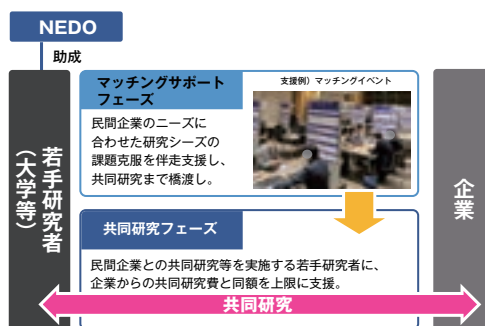 NEDO
助成
若手研究者
（大学等）
マッチングサポート
フェーズ
民間企業のニーズに
合わせた研究シーズの
課題克服を伴走支援し、
共同研究まで橋渡し。
支援例）マッチングイベント
企業
共同研究フェーズ
民間企業との共同研究等を実施する若手研究者に、
企業からの共同研究費と同額を上限に支援。
共同研究